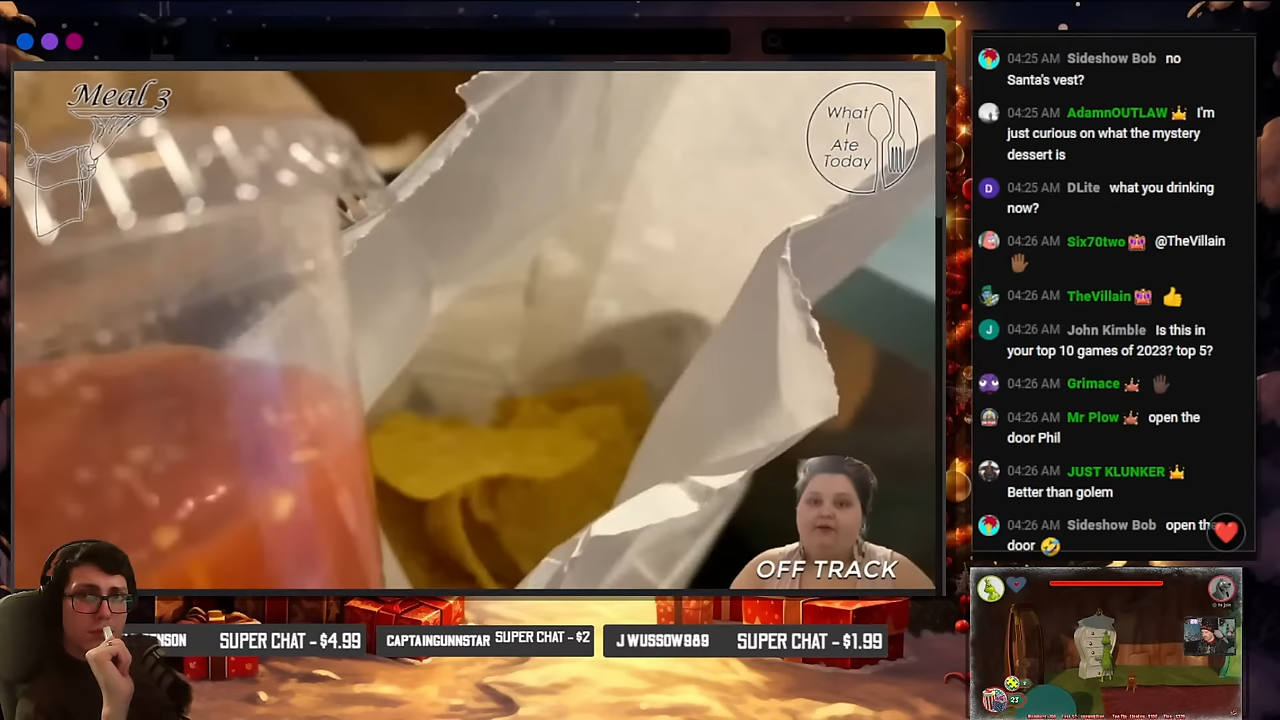 Meal 3
What
I
Ate
Today
OFF TRACK
04:25 AM Sideshow Bob no
Santa's vest?
04:25 AM AdamnOUTLAW I'm
just curious on what the mystery
dessert is
D
04:25 AM DLite what you drinking
now?
04:26 AM Six70two @TheVillain
04:26 AM TheVillain
J
04:26 AM John Kimble Is this in
your top 10 games of 2023? top 5?
04:26 AM Grimace
04:26 AM Mr Plow open the
door Phil
04:26 AM JUST KLUNKER
Better than golem
04:26 AM Sideshow Bob open the
door
ENSON SUPER CHAT - $4.99
CAPTAINGUNNSTAR SUPER CHAT - $2
J WUSSOW989 SUPER CHAT - $1.99
23